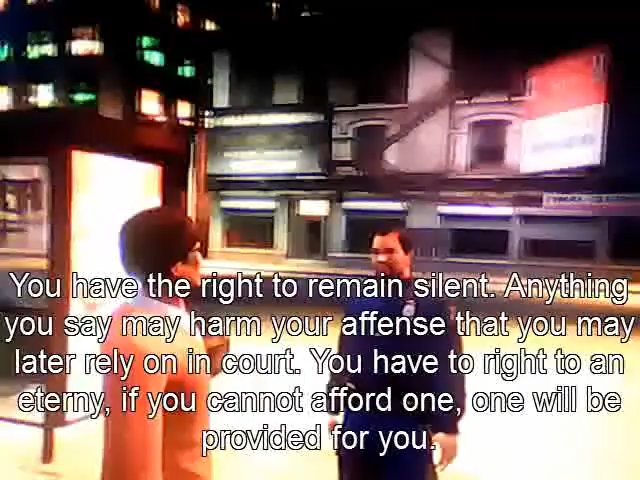 You have the right to remain silent. Anything
you say may harm your affense that you may
later rely on in court. You have to right to an
eterny, if you cannot afford one, one will be
provided for you.